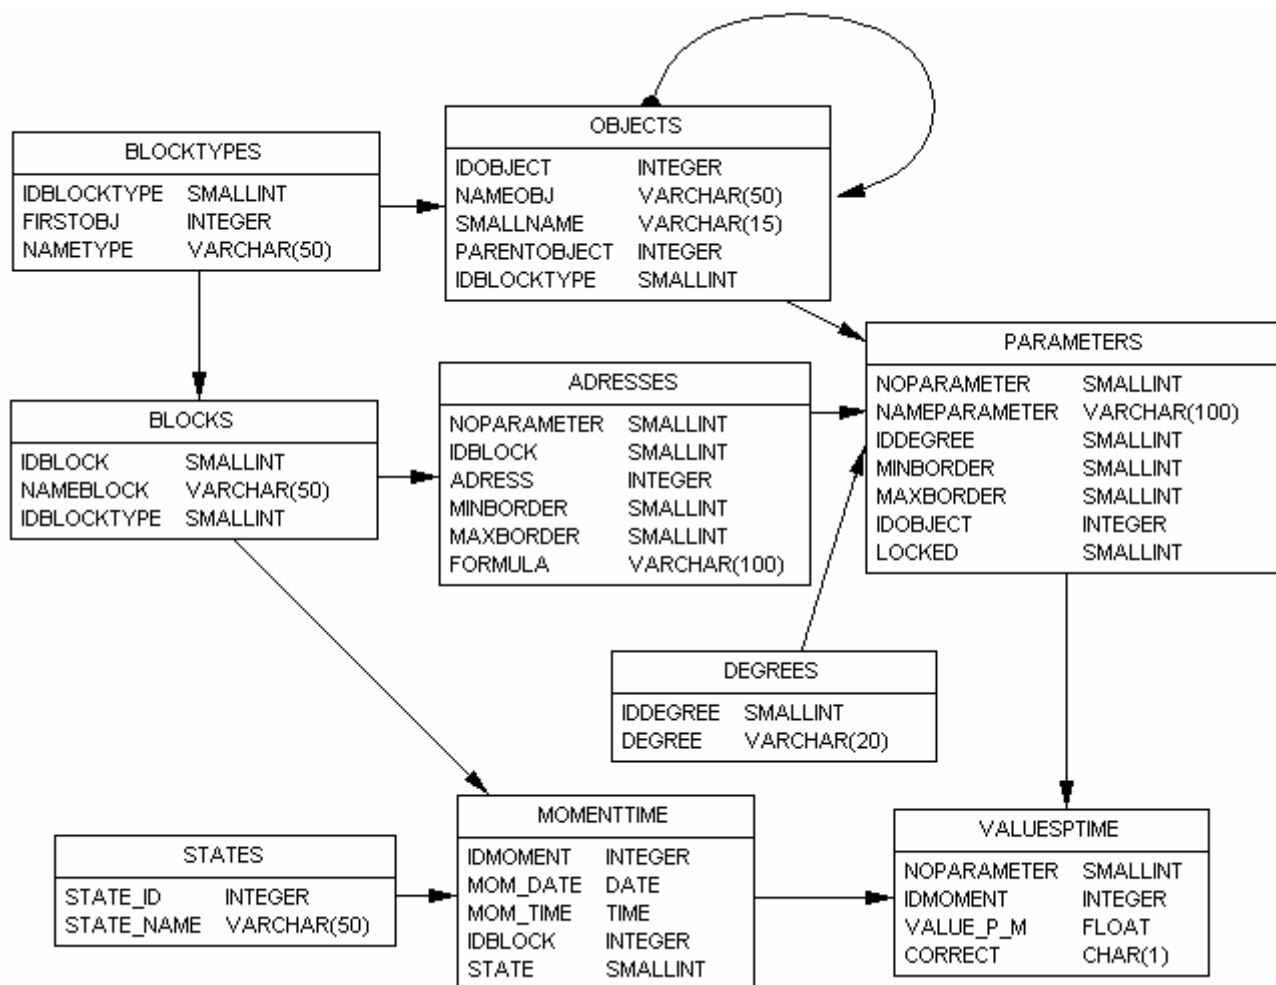 OBJECTS
IDOBJECT INTEGER
NAMEOBJ VARCHAR(50)
SMALLNAME VARCHAR(15)
PARENTOBJECT INTEGER
IDBLOCKTYPE SMALLINT
BLOCKTYPES
IDBLOCKTYPE SMALLINT
FIRSTOBJ INTEGER
NAMETYPE VARCHAR(50)
PARAMETERS
NOPARAMETER SMALLINT
NAMEPARAMETER VARCHAR(100)
IDDEGREE SMALLINT
MINBORDER SMALLINT
MAXBORDER SMALLINT
IDOBJECT INTEGER
LOCKED SMALLINT
ADRESSES
NOPARAMETER SMALLINT
IDBLOCK SMALLINT
ADRESS INTEGER
MINBORDER SMALLINT
MAXBORDER SMALLINT
FORMULA VARCHAR(100)
BLOCKS
IDBLOCK SMALLINT
NAMEBLOCK VARCHAR(50)
IDBLOCKTYPE SMALLINT
DEGREES
IDDEGREE SMALLINT
DEGREE VARCHAR(20)
MOMENTTIME
IDMOMENT INTEGER
MOM_DATE DATE
MOM_TIME TIME
IDBLOCK INTEGER
STATE SMALLINT
VALUESPTIME
NOPARAMETER SMALLINT
IDMOMENT INTEGER
VALUE_P_M FLOAT
CORRECT CHAR(1)
STATES
STATE_ID INTEGER
STATE_NAME VARCHAR(50)